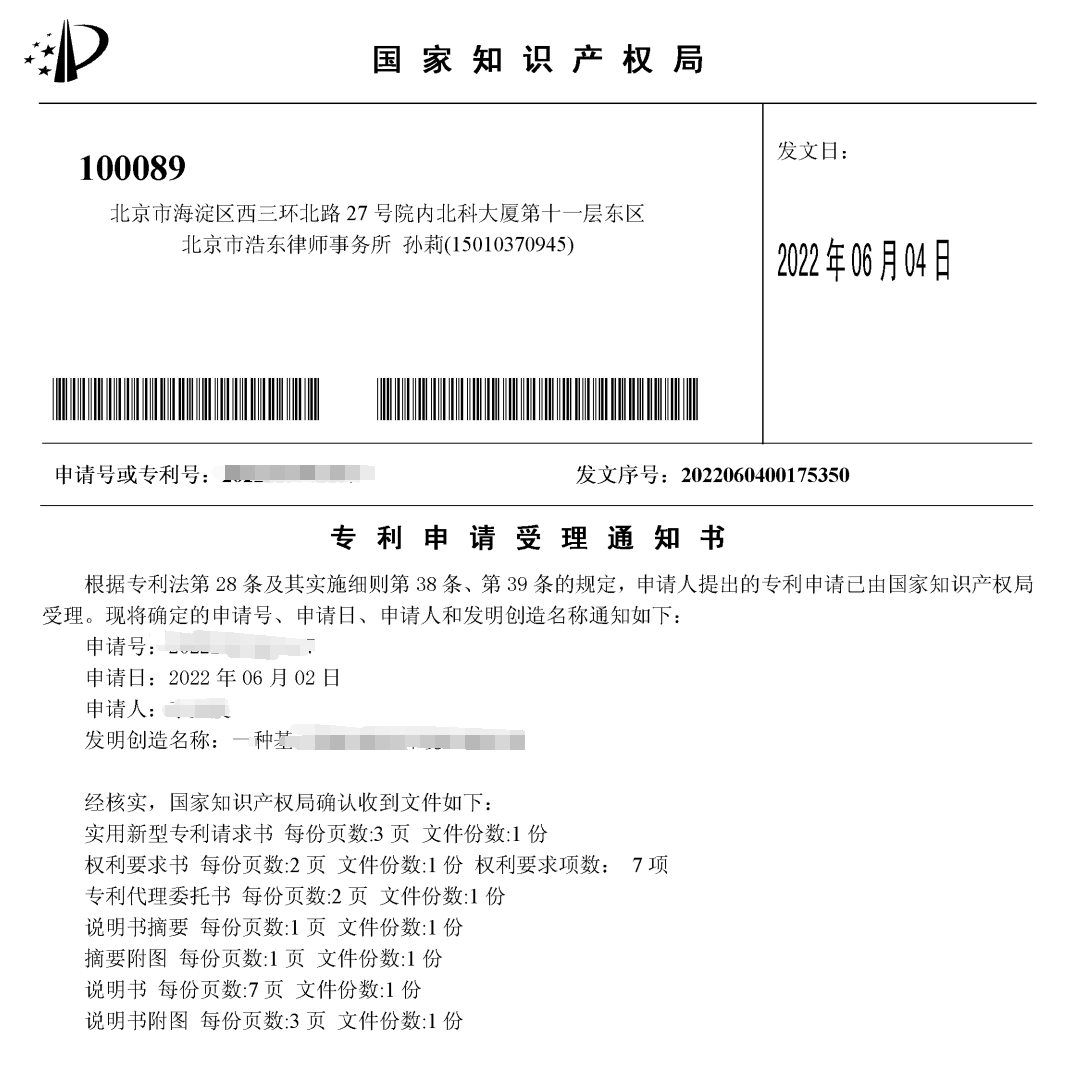 国家知识产权局
100089
北京市海淀区西三环北路 27 号院内北科大厦第十一层东区
北京市浩东律师事务所 孙莉(15010370945)
发文日：
2022 年 06 月 04 日
申请号或专利号：
发文序号：2022060400175350
专利申请受理通知书
根据专利法第 28 条及其实施细则第 38 条、第 39 条的规定，申请人提出的专利申请已由国家知识产权局
受理。现将确定的申请号、申请日、申请人和发明创造名称通知如下：
申请号：
申请日：2022 年 06 月 02 日
申请人：
发明创造名称：一种基
经核实，国家知识产权局确认收到文件如下：
实用新型专利请求书 每份页数:3 页 文件份数:1 份
权利要求书 每份页数:2 页 文件份数:1 份 权利要求项数： 7 项
专利代理委托书 每份页数:2 页 文件份数:1 份
说明书摘要 每份页数:1 页 文件份数:1 份
摘要附图 每份页数:1 页 文件份数:1 份
说明书 每份页数:7 页 文件份数:1 份
说明书附图 每份页数:3 页 文件份数:1 份